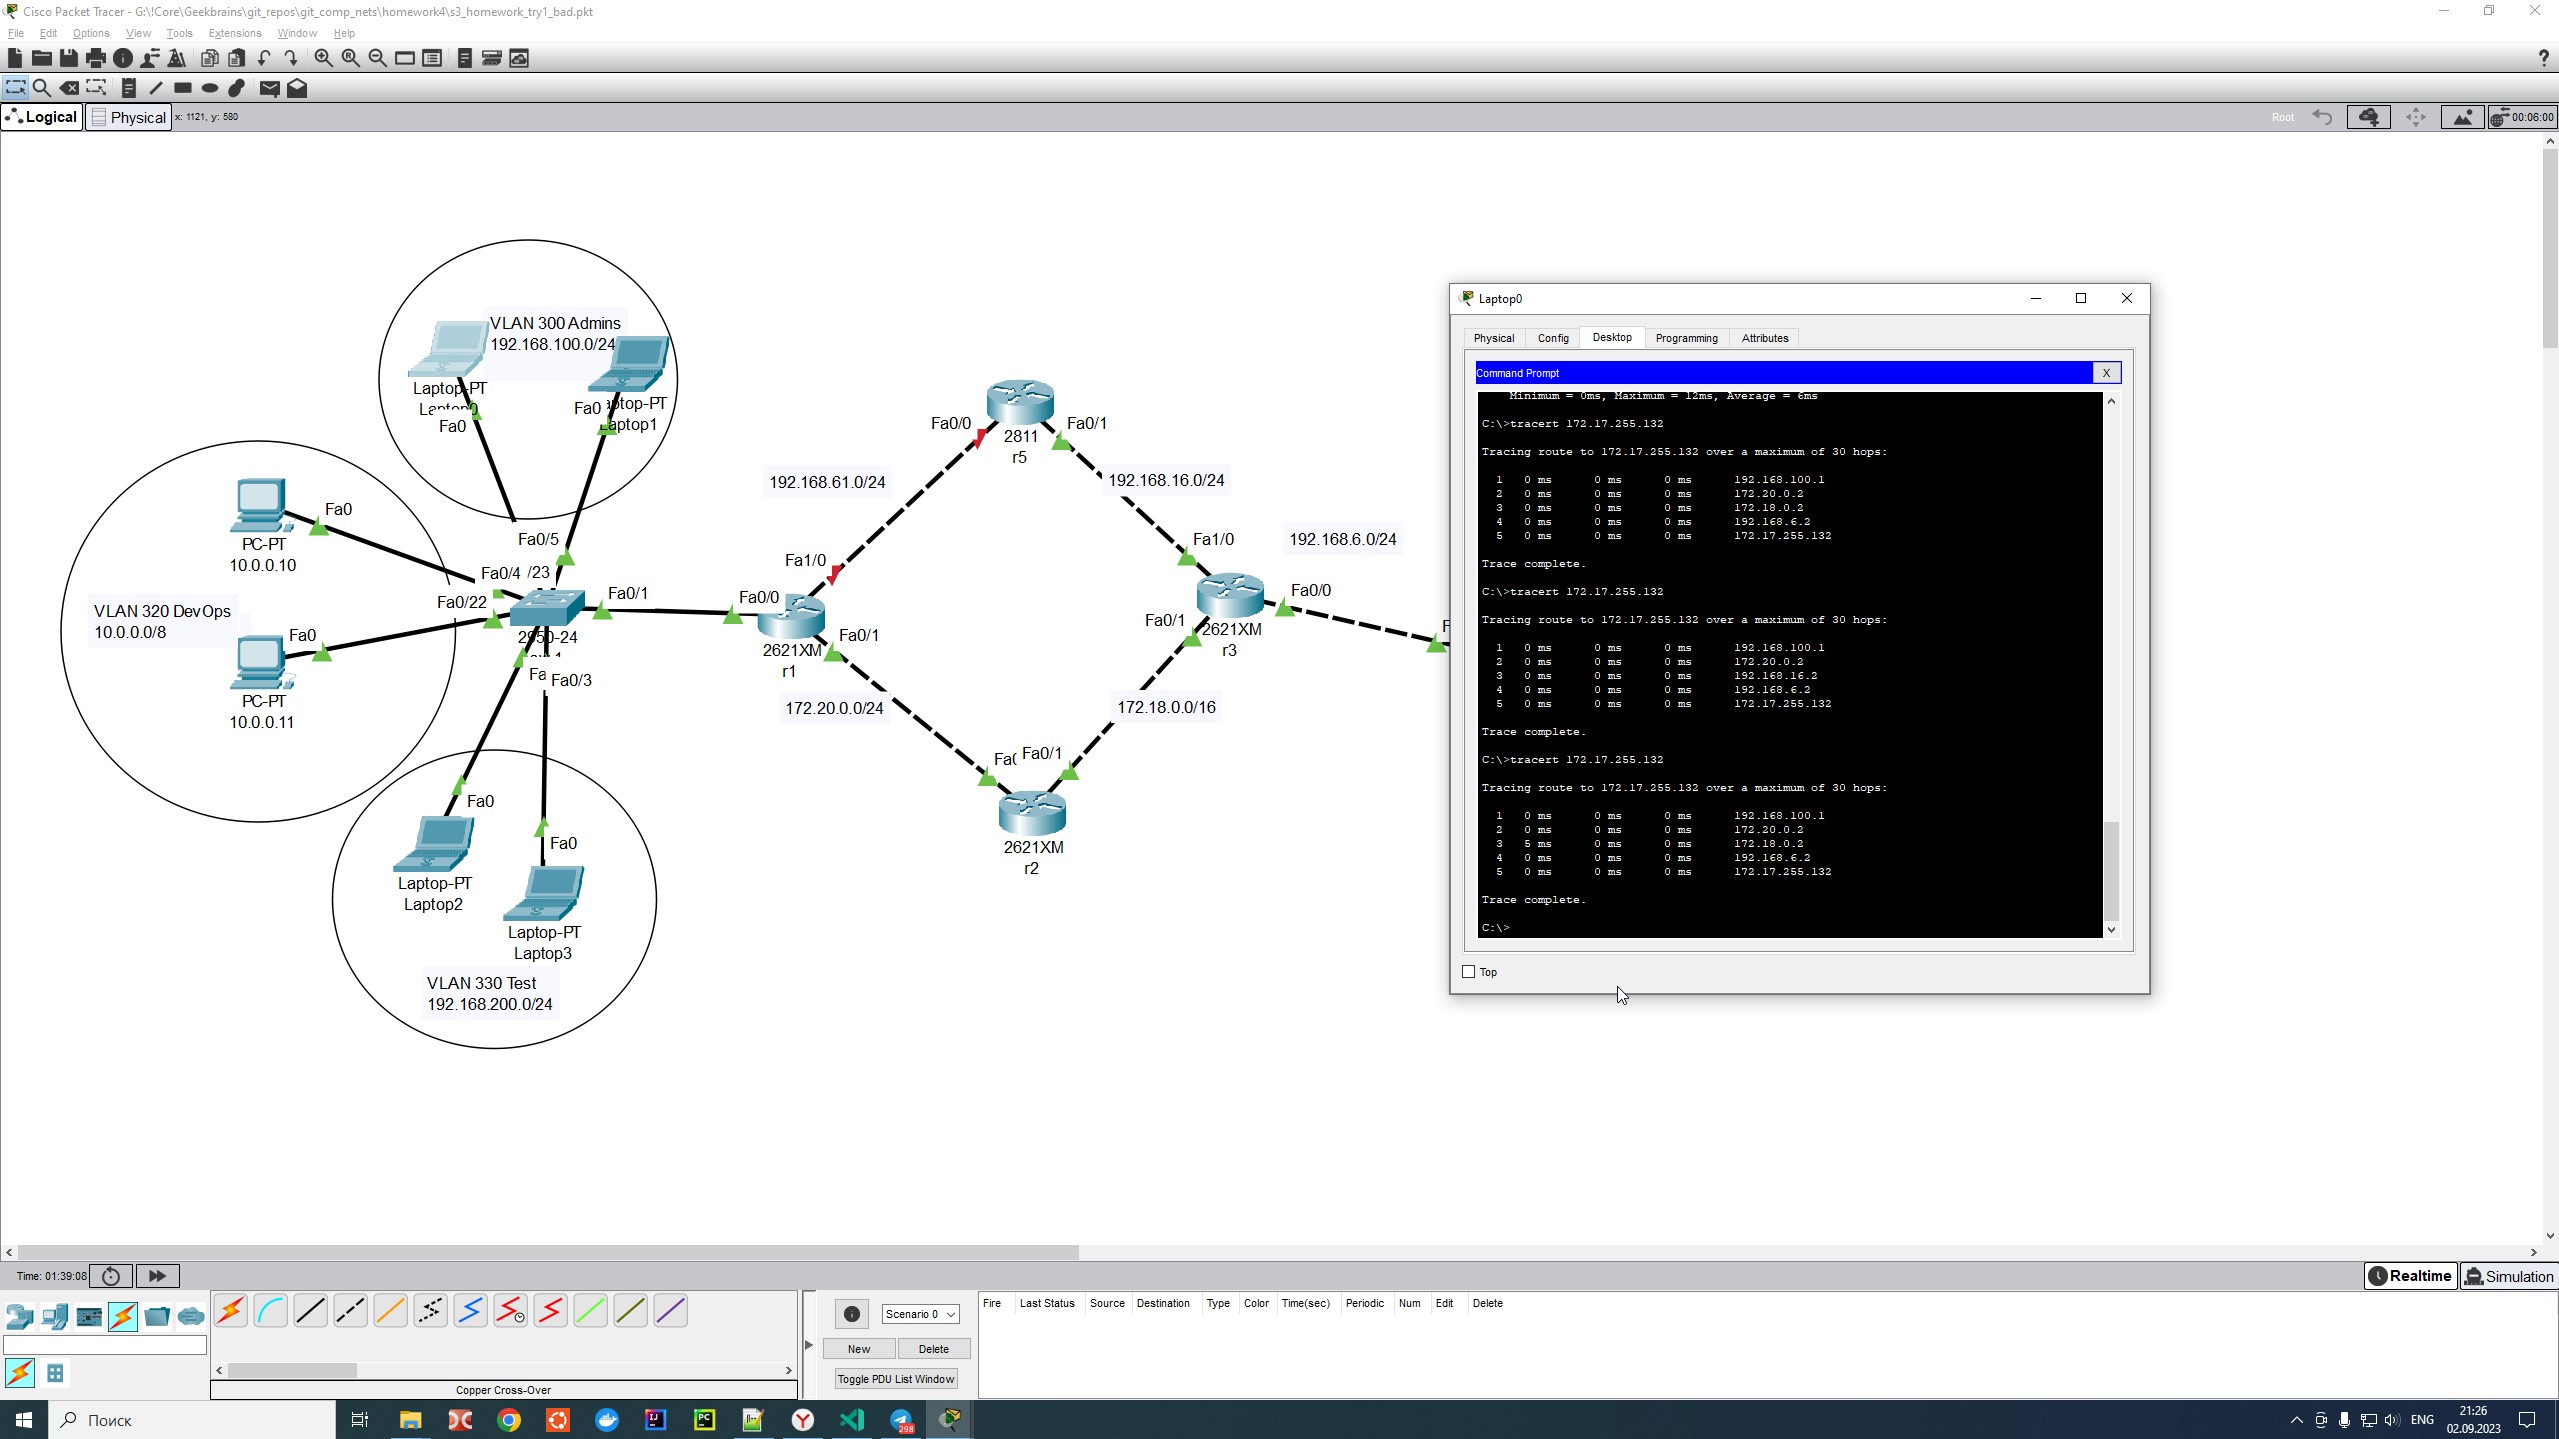 Cisco Packet Tracer - G:\!Core\Geekbrains\git_repos\git_comp_nets\homework4\s3_homework_try1_bad.pkt
File Edit Options View Tools Extensions Window Help
?
Logical Physical x: 1121, y: 580
Root 00:06:00
VLAN 300 Admins
192.168.100.0/24
Laptop-PT
Laptop0
Fa0
Fa0
aptop-PT
Laptop1
PC-PT
10.0.0.10
Fa0
VLAN 320 DevOps
10.0.0.0/8
PC-PT
10.0.0.11
Fa0
Fa0/5
Fa0/4 /23
Fa0/22
Fa0/1
2950-24
Fa
Fa0/3
Fa0
Laptop-PT
Laptop2
Fa0
Laptop-PT
Laptop3
VLAN 330 Test
192.168.200.0/24
Fa0/0
Fa1/0
Fa0/1
2621XM
r1
192.168.61.0/24
172.20.0.0/24
Fa0/0
Fa0/1
2811
r5
192.168.16.0/24
192.168.6.0/24
Fa1/0
Fa0/0
Fa0/1
2621XM
r3
172.18.0.0/16
Fa0/1
2621XM
r2
F
Laptop0
Physical Config Desktop Programming Attributes
Command Prompt
X
Minimum = 0ms, Maximum = 12ms, Average = 6ms
C:\>tracert 172.17.255.132
Tracing route to 172.17.255.132 over a maximum of 30 hops:
1 0 ms 0 ms 0 ms 192.168.100.1
2 0 ms 0 ms 0 ms 172.20.0.2
3 0 ms 0 ms 0 ms 172.18.0.2
4 0 ms 0 ms 0 ms 192.168.6.2
5 0 ms 0 ms 0 ms 172.17.255.132
Trace complete.
C:\>tracert 172.17.255.132
Tracing route to 172.17.255.132 over a maximum of 30 hops:
1 0 ms 0 ms 0 ms 192.168.100.1
2 0 ms 0 ms 0 ms 172.20.0.2
3 0 ms 0 ms 0 ms 192.168.16.2
4 0 ms 0 ms 0 ms 192.168.6.2
5 0 ms 0 ms 0 ms 172.17.255.132
Trace complete.
C:\>tracert 172.17.255.132
Tracing route to 172.17.255.132 over a maximum of 30 hops:
1 0 ms 0 ms 0 ms 192.168.100.1
2 0 ms 0 ms 0 ms 172.20.0.2
3 5 ms 0 ms 0 ms 172.18.0.2
4 0 ms 0 ms 0 ms 192.168.6.2
5 0 ms 0 ms 0 ms 172.17.255.132
Trace complete.
C:\>
Top
Time: 01:39:08
Realtime Simulation
Scenario 0
New Delete
Toggle PDU List Window
Fire Last Status Source Destination Type Color Time(sec) Periodic Num Edit Delete
Copper Cross-Over
Поиск
IJ
PC
298
ENG
21:26
02.09.2023